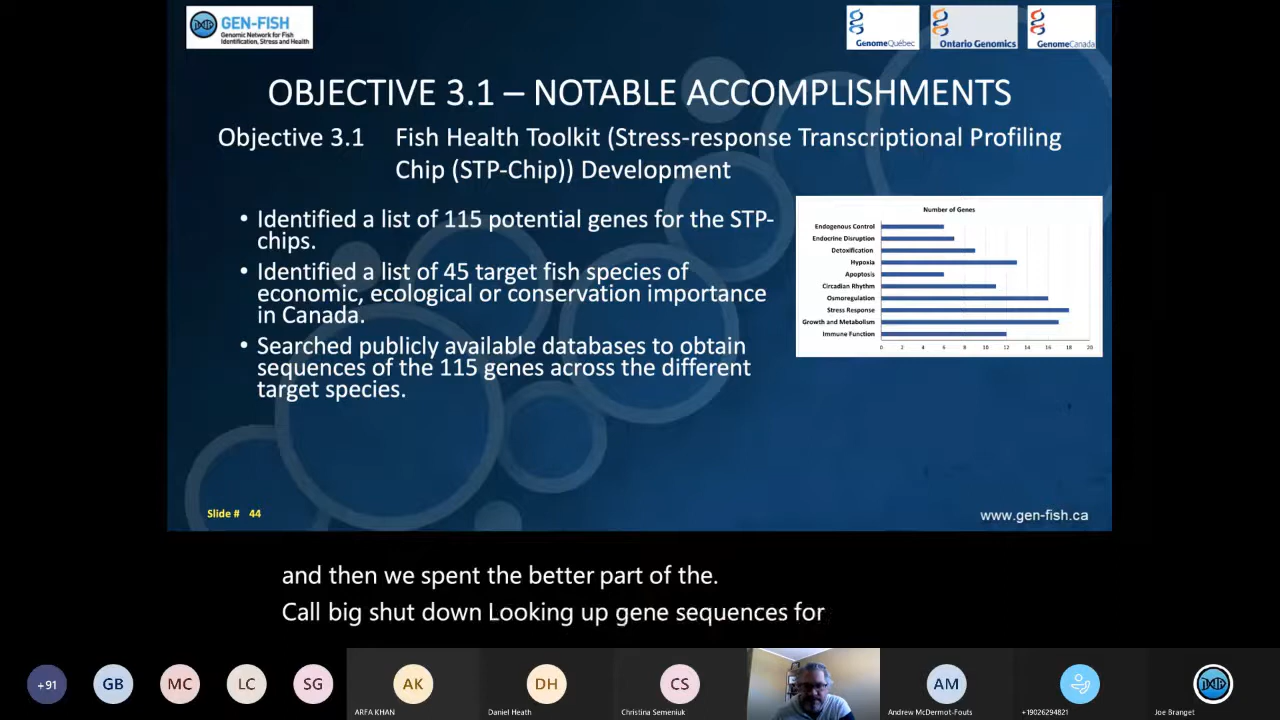 GEN-FISH
Genomic Network for Fish
Identification, Stress and Health
GenomeQuébec
Ontario Genomics
GenomeCanada
OBJECTIVE 3.1 – NOTABLE ACCOMPLISHMENTS
Objective 3.1 Fish Health Toolkit (Stress-response Transcriptional Profiling
Chip (STP-Chip)) Development
• Identified a list of 115 potential genes for the STP-
chips.
• Identified a list of 45 target fish species of
economic, ecological or conservation importance
in Canada.
• Searched publicly available databases to obtain
sequences of the 115 genes across the different
target species.
Number of Genes
Endogenous Control
Endocrine Disruption
Detoxification
Hypoxia
Apoptosis
Circadian Rhythm
Osmoregulation
Stress Response
Growth and Metabolism
Immune Function
0 2 4 6 8 10 12 14 16 18 20
Slide # 44
www.gen-fish.ca
and then we spent the better part of the.
Call big shut down Looking up gene sequences for
+91 GB MC LC SG AK DH CS AM
ARFA KHAN Daniel Heath Christina Semeniuk Andrew McDermot-Fouts +19026294821 Joe Branget